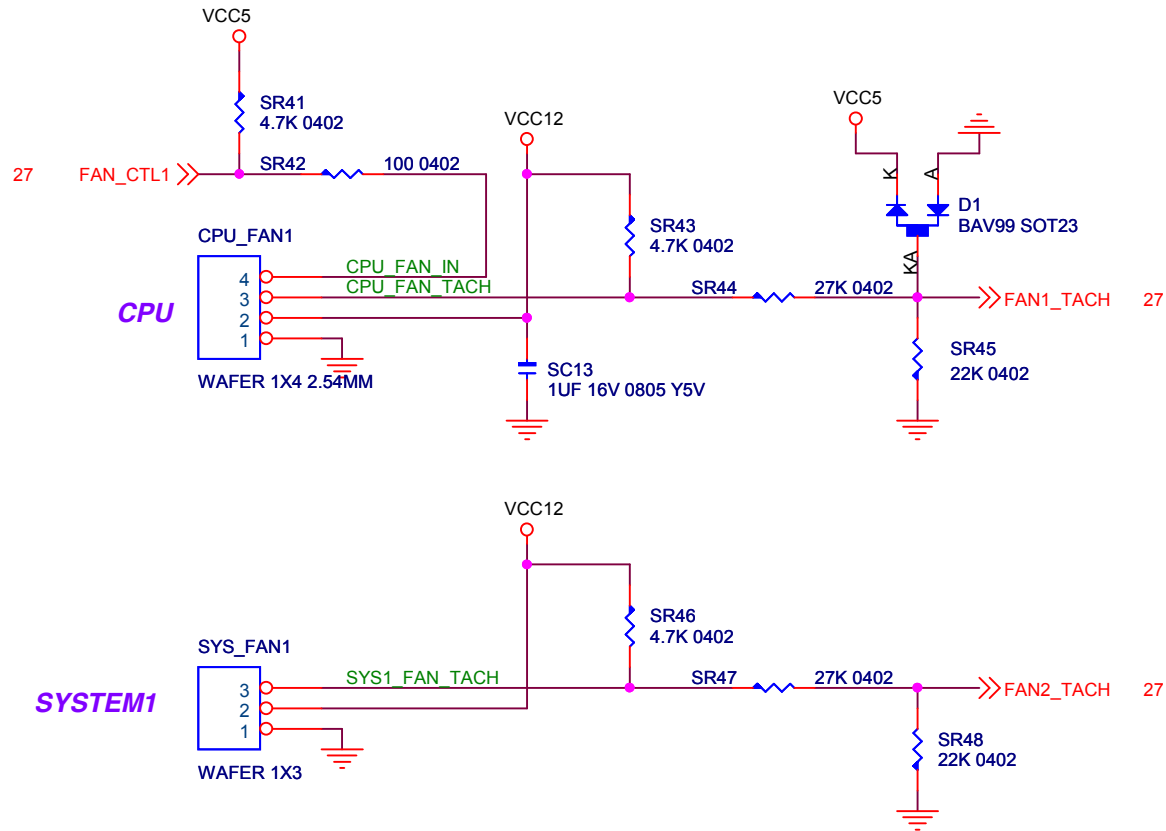 VCC5
SR41
4.7K 0402
27 FAN_CTL1
SR42 100 0402
VCC12
VCC5
K
A
D1
BAV99 SOT23
KA
SR43
4.7K 0402
CPU_FAN1
CPU
4
3
2
1
CPU_FAN_IN
CPU_FAN_TACH
SR44 27K 0402
FAN1_TACH 27
WAFER 1X4 2.54MM
SC13
1UF 16V 0805 Y5V
SR45
22K 0402
VCC12
SR46
4.7K 0402
SYS_FAN1
SYSTEM1
3
2
1
SYS1_FAN_TACH
SR47 27K 0402
FAN2_TACH 27
WAFER 1X3
SR48
22K 0402